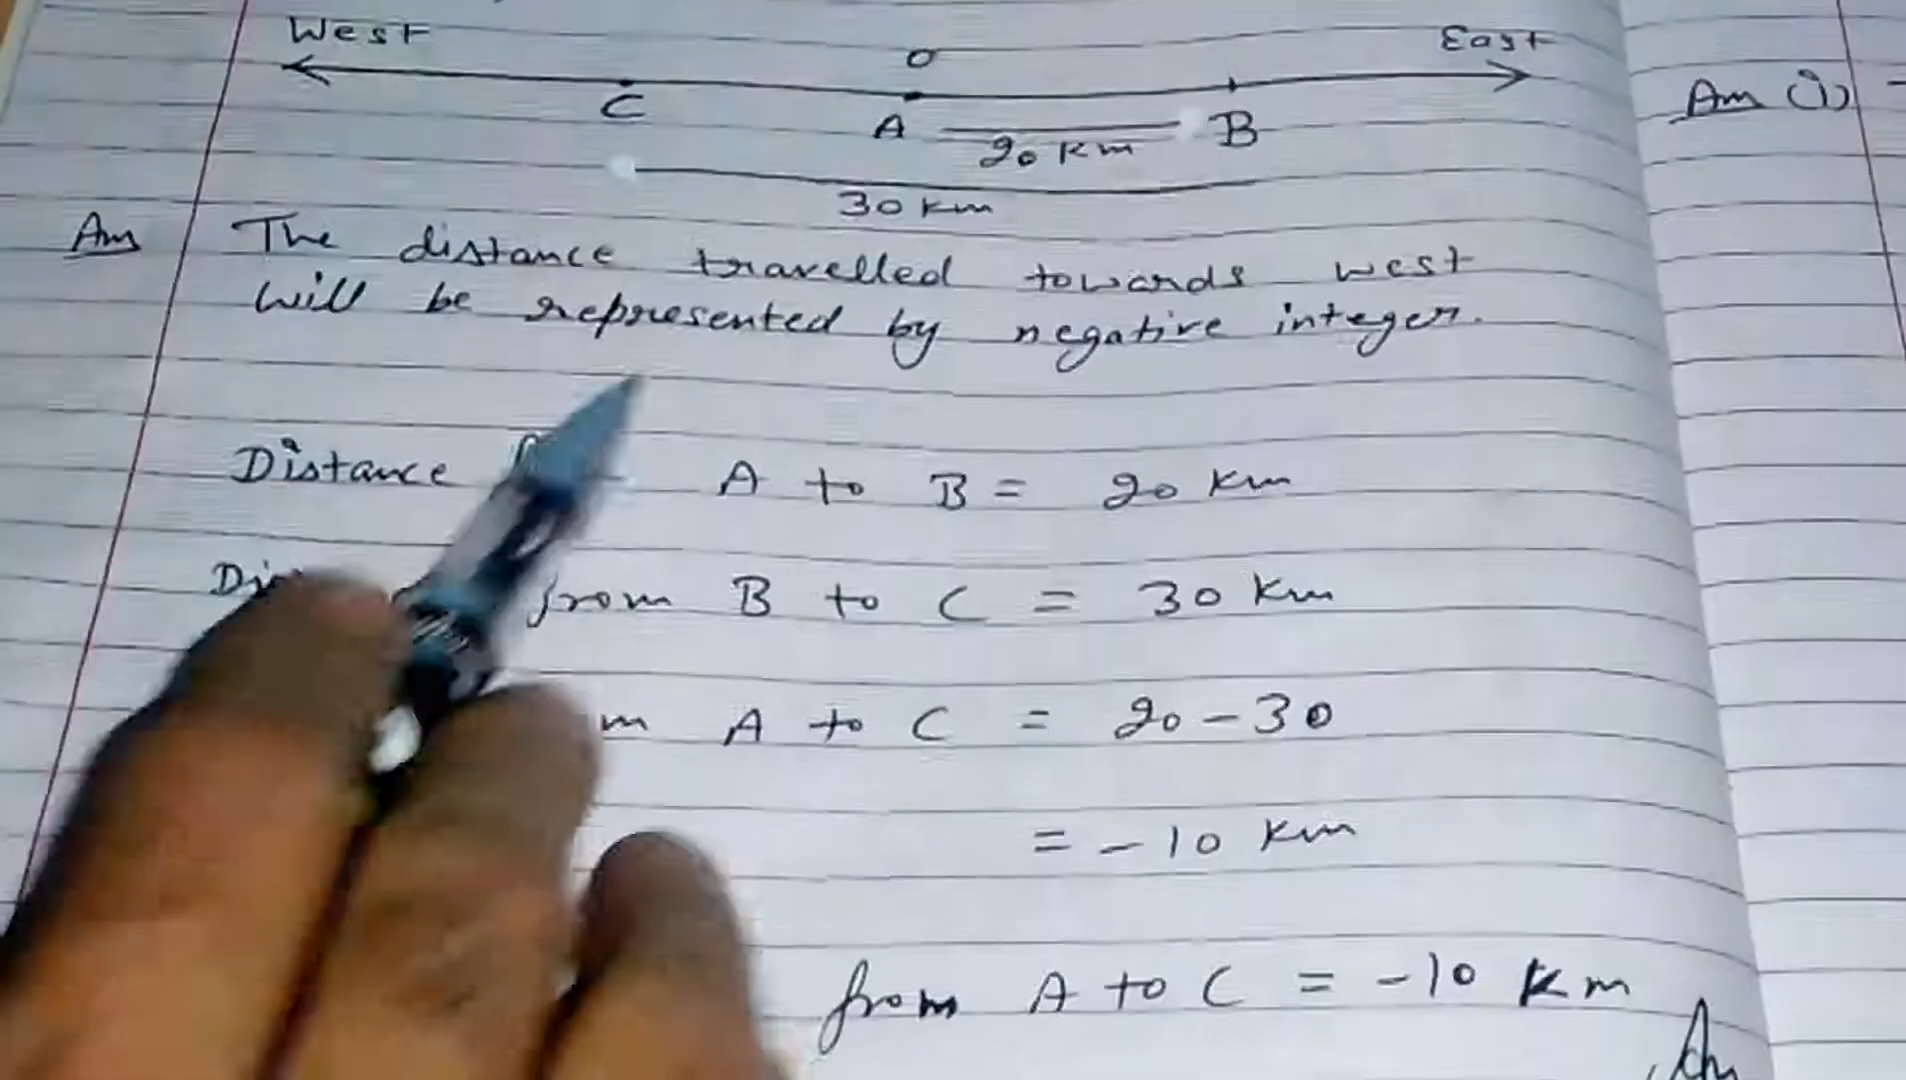 West East
O
C A B
20 Km
30 Km
Ans (i)
Ans The distance travelled towards west
will be represented by negative integer.
Distance A to B = 20 Km
from B to C = 30 Km
A to C = 20 - 30
= -10 Km
from A to C = -10 Km
Ans